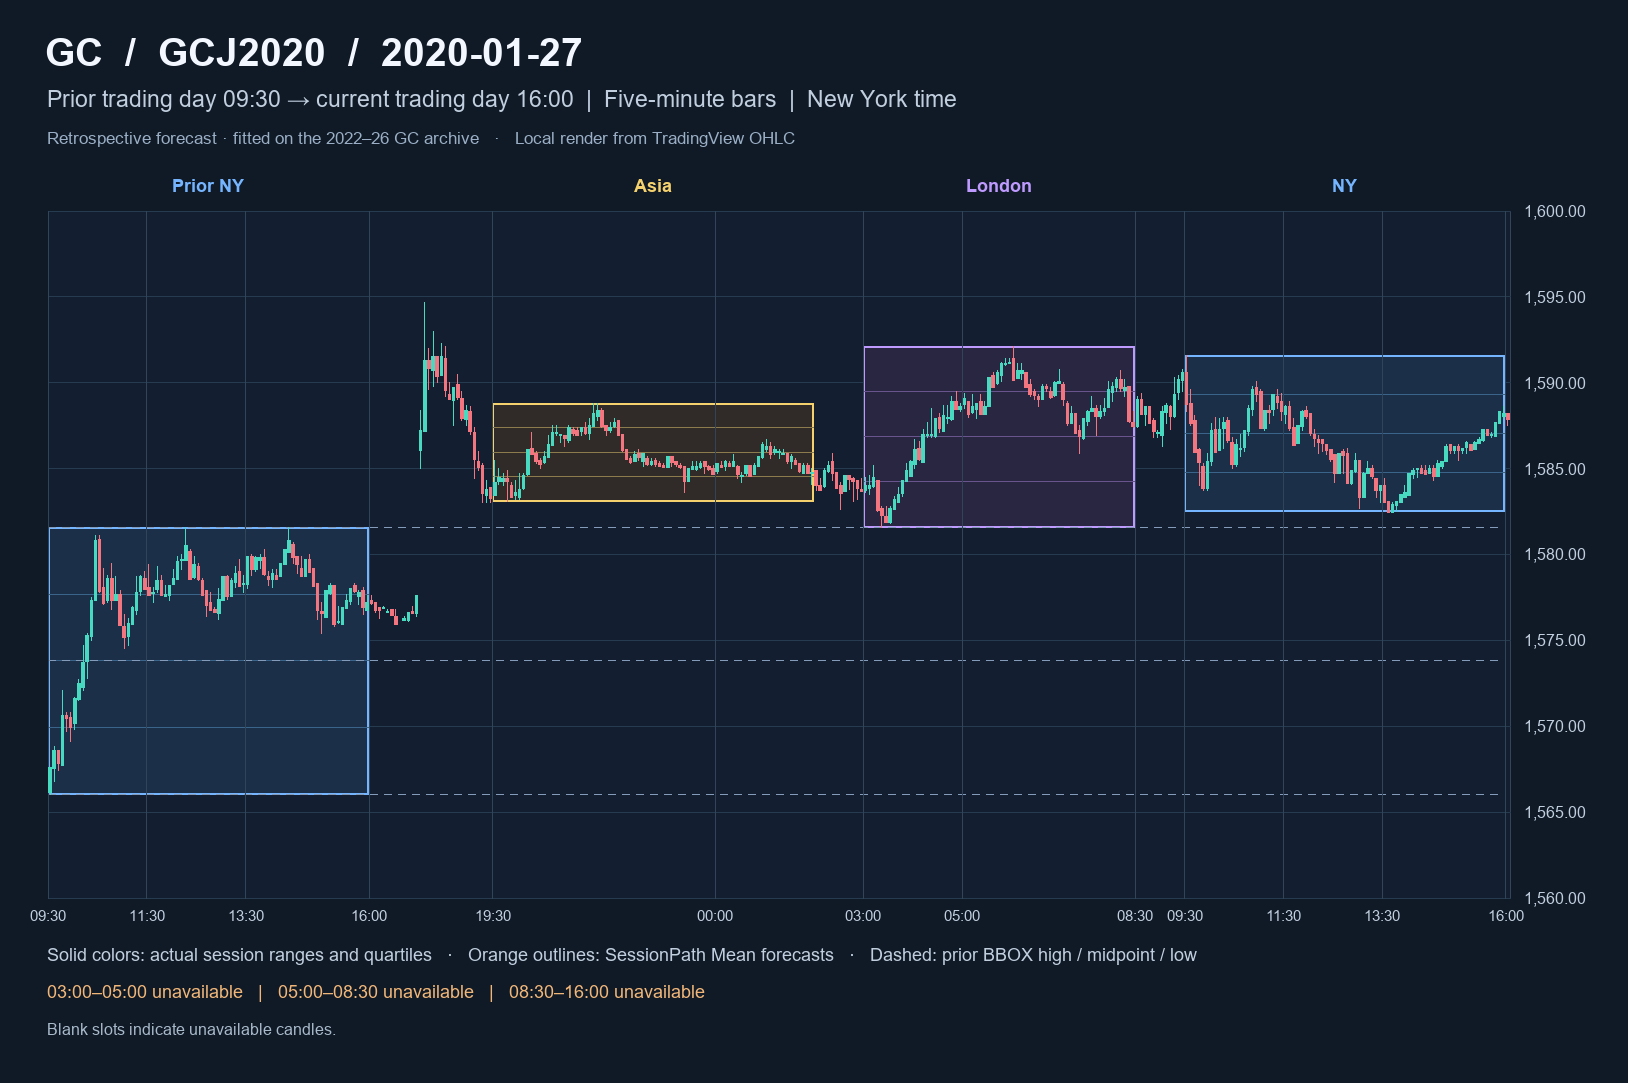 GC / GCJ2020 / 2020-01-27
Prior trading day 09:30 → current trading day 16:00 | Five-minute bars | New York time
Retrospective forecast · fitted on the 2022–26 GC archive · Local render from TradingView OHLC
Prior NY Asia London NY
1,600.00
1,595.00
1,590.00
1,585.00
1,580.00
1,575.00
1,570.00
1,565.00
1,560.00
09:30 11:30 13:30 16:00 19:30 00:00 03:00 05:00 08:30 09:30 11:30 13:30 16:00
Solid colors: actual session ranges and quartiles · Orange outlines: SessionPath Mean forecasts · Dashed: prior BBOX high / midpoint / low
03:00–05:00 unavailable | 05:00–08:30 unavailable | 08:30–16:00 unavailable
Blank slots indicate unavailable candles.